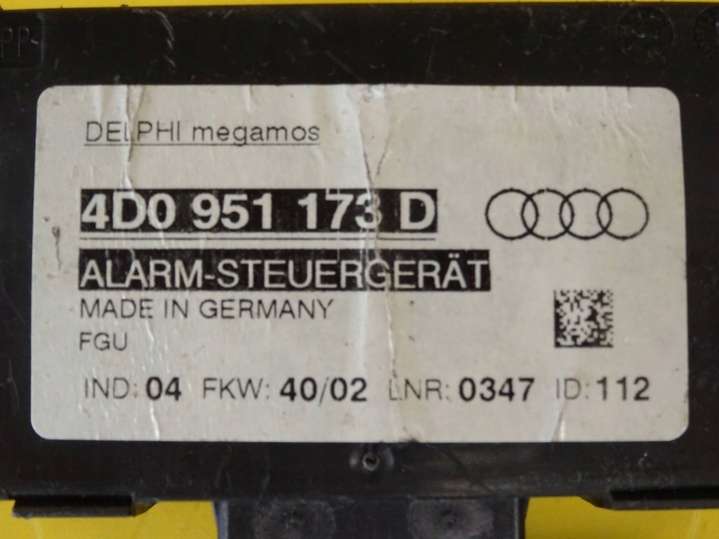 DELPHI megamos
4D0 951 173 D
ALARM-STEUERGERÄT
MADE IN GERMANY
FGU
IND: 04 FKW: 40/02 LNR: 0347 ID: 112